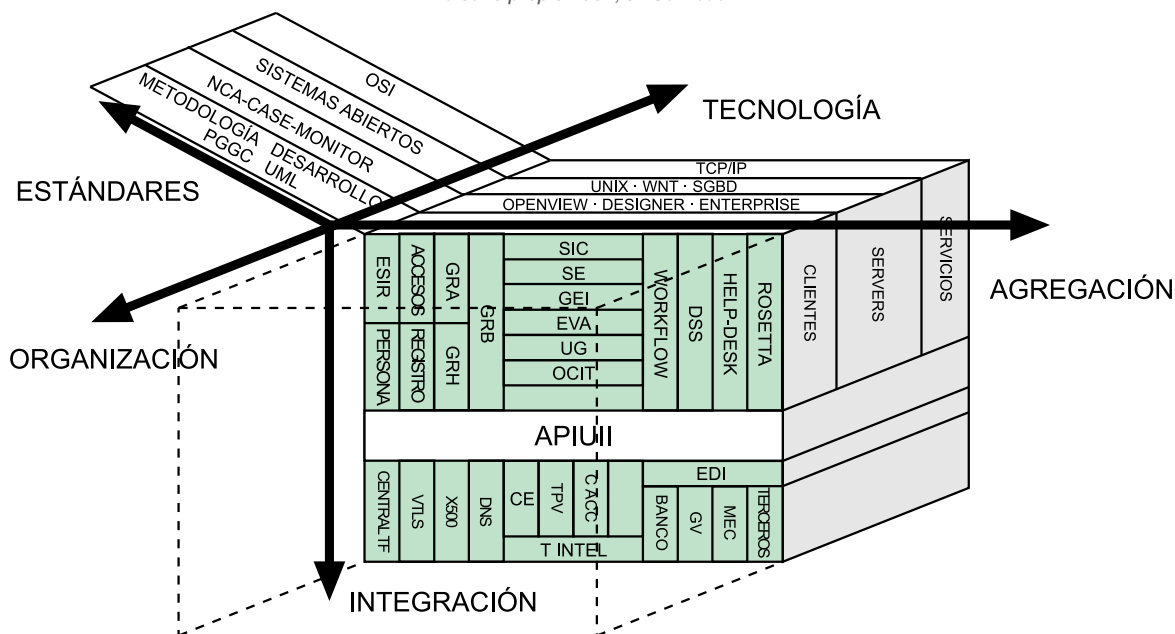 OSI
SISTEMAS ABIERTOS
NCA-CASE-MONITOR
METODOLOGÍA DESARROLLO
PGGC UML
TECNOLOGÍA
ESTÁNDARES
TCP/IP
UNIX · WNT · SGBD
OPENVIEW · DESIGNER · ENTERPRISE
AGREGACIÓN
ORGANIZACIÓN
ESIR
ACCESOS
GRA
GRB
SIC
SE
GEI
EVA
UG
OCIT
WORKFLOW
DSS
HELP-DESK
ROSETTA
CLIENTES
SERVERS
SERVICIOS
PERSONA
REGISTRO
GRH
APIUII
CENTRAL TF
VTLS
X500
DNS
CE
TPV
C ACC
T INTEL
EDI
BANCO
GV
MEC
TERCEROS
INTEGRACIÓN